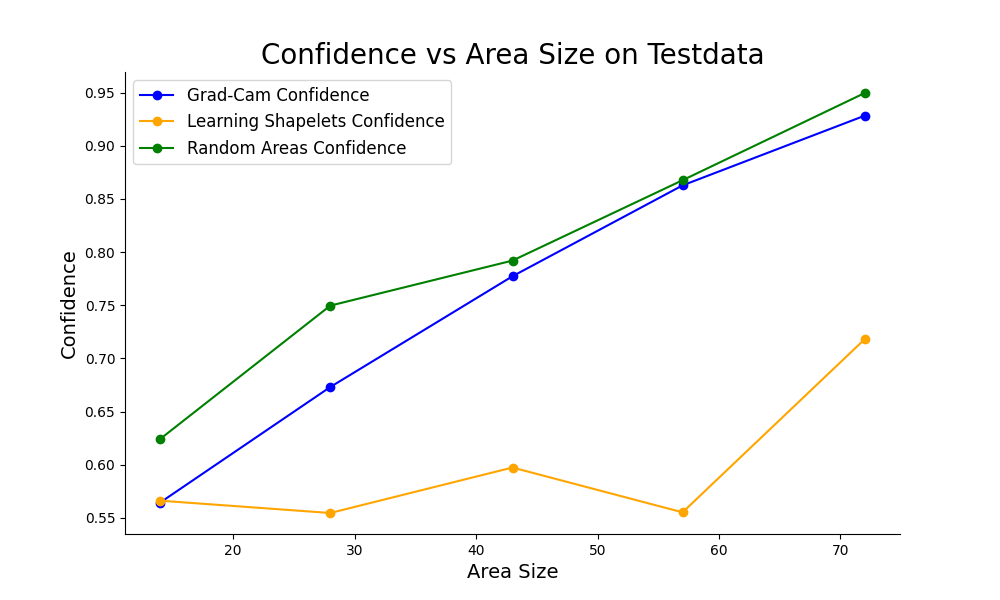 Confidence vs Area Size on Testdata
Grad-Cam Confidence
Learning Shapelets Confidence
Random Areas Confidence
0.95
0.90
0.85
0.80
0.75
0.70
0.65
0.60
0.55
Confidence
20 30 40 50 60 70
Area Size